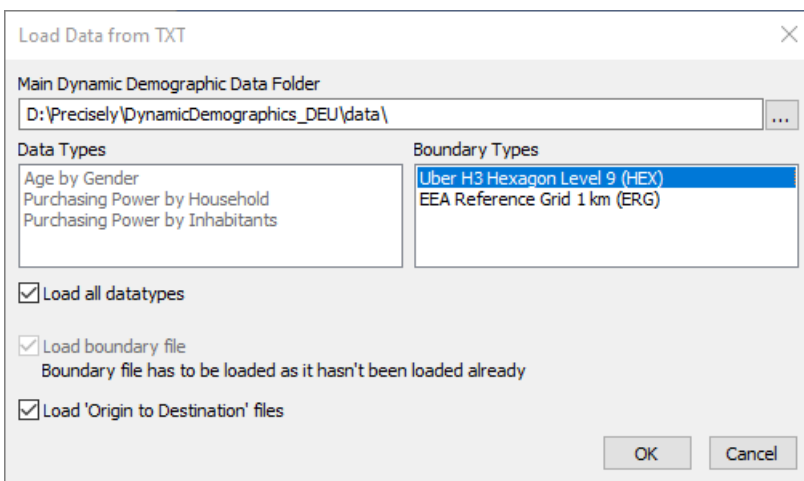 Load Data from TXT
Main Dynamic Demographic Data Folder
D:\Precisely\DynamicDemographics_DEU\data\
...
Data Types
Boundary Types
Age by Gender
Purchasing Power by Household
Purchasing Power by Inhabitants
Uber H3 Hexagon Level 9 (HEX)
EEA Reference Grid 1 km (ERG)
Load all datatypes
Load boundary file
Boundary file has to be loaded as it hasn't been loaded already
Load 'Origin to Destination' files
OK
Cancel